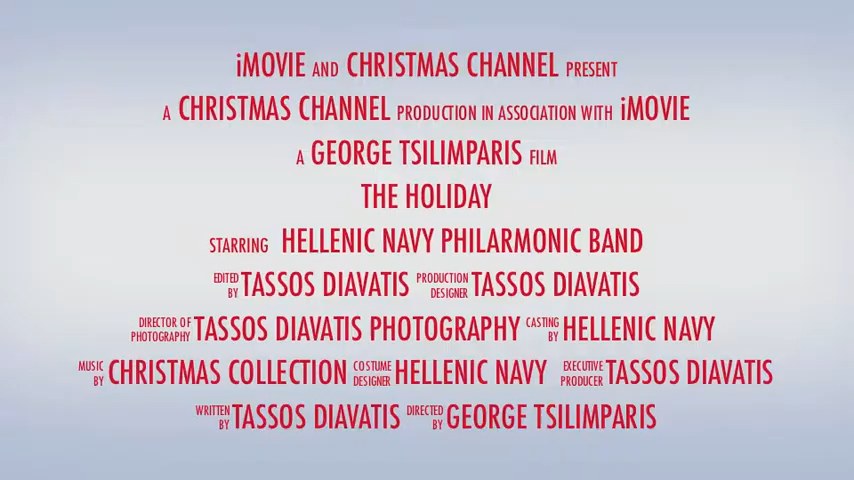 iMOVIE AND CHRISTMAS CHANNEL PRESENT
A CHRISTMAS CHANNEL PRODUCTION IN ASSOCIATION WITH iMOVIE
A GEORGE TSILIMPARIS FILM
THE HOLIDAY
STARRING HELLENIC NAVY PHILARMONIC BAND
EDITED BY TASSOS DIAVATIS PRODUCTION DESIGNER TASSOS DIAVATIS
DIRECTOR OF PHOTOGRAPHY TASSOS DIAVATIS PHOTOGRAPHY CASTING BY HELLENIC NAVY
MUSIC BY CHRISTMAS COLLECTION COSTUME DESIGNER HELLENIC NAVY EXECUTIVE PRODUCER TASSOS DIAVATIS
WRITTEN BY TASSOS DIAVATIS DIRECTED BY GEORGE TSILIMPARIS